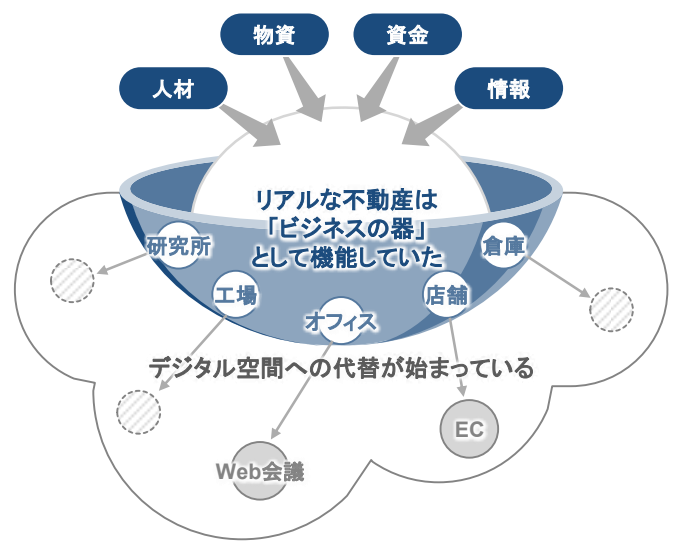 物資
資金
人材
情報
リアルな不動産は
「ビジネスの器」
として機能していた
研究所
倉庫
工場
店舗
オフィス
デジタル空間への代替が始まっている
EC
Web会議